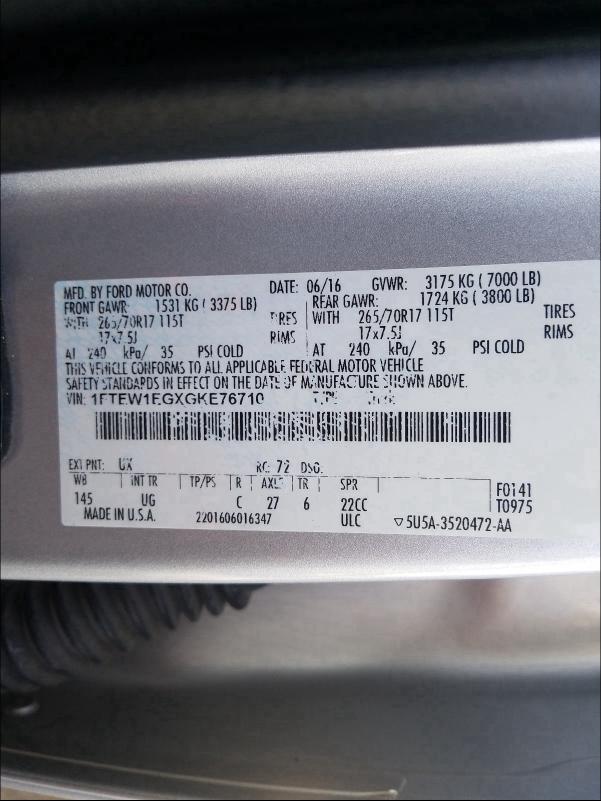 MFD. BY FORD MOTOR CO. DATE: 06/16 GVWR: 3175 KG ( 7000 LB)
FRONT GAWR: 1531 KG ( 3375 LB) REAR GAWR: 1724 KG ( 3800 LB)
WITH 265/70R17 115T TIRES WITH 265/70R17 115T TIRES
17x7.5J RIMS 17x7.5J RIMS
AT 240 kPa/ 35 PSI COLD AT 240 kPa/ 35 PSI COLD
THIS VEHICLE CONFORMS TO ALL APPLICABLE FEDERAL MOTOR VEHICLE
SAFETY STANDARDS IN EFFECT ON THE DATE OF MANUFACTURE SHOWN ABOVE.
VIN: 1FTEW1EGXGKE76710 TYPE
EXT PNT: UX RC: 72 DSO:
WB INT TR TP/PS R AXLE TR SPR F0141
145 UG C 27 6 22CC T0975
MADE IN U.S.A. 2201606016347 ULC ▽5U5A-3520472-AA